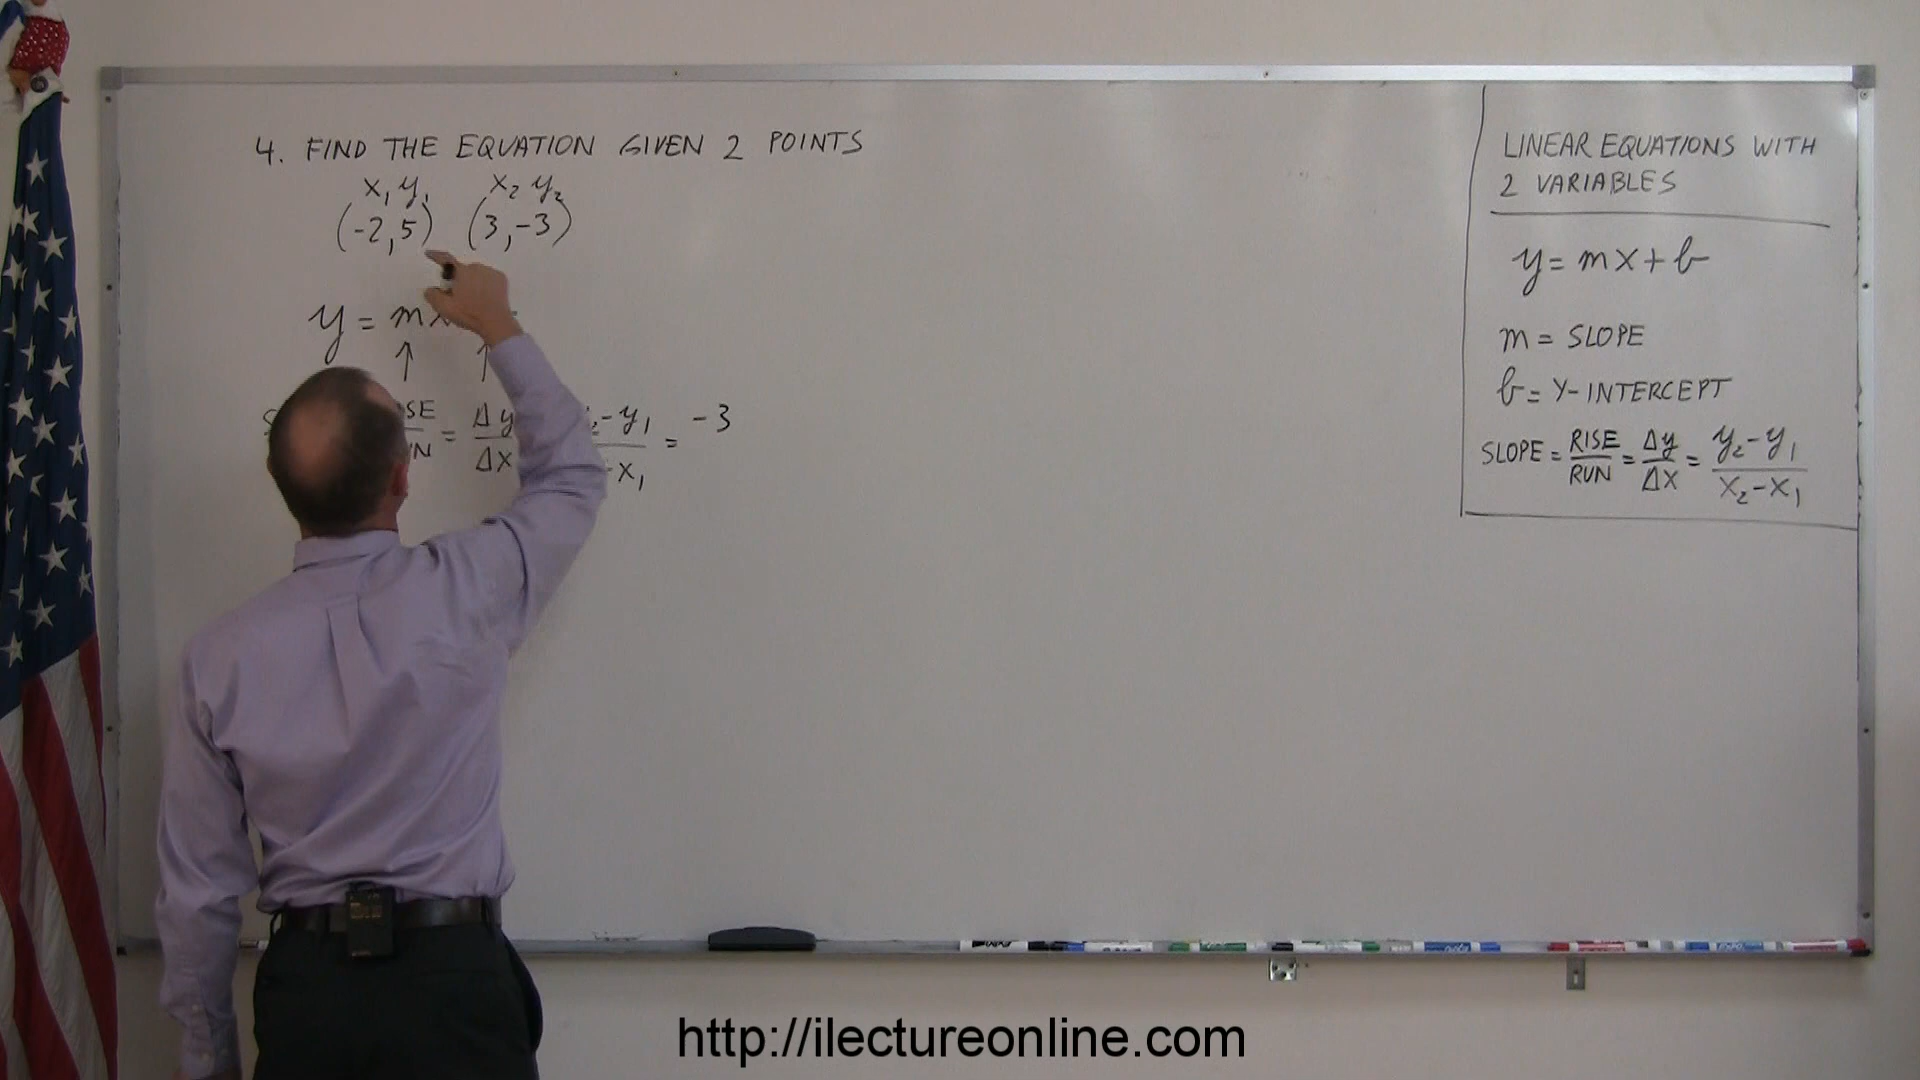 4. FIND THE EQUATION GIVEN 2 POINTS
x₁ y₁ x₂ y₂
(-2,5) (3,-3)
y = mx
↑ ↑
= Δy/Δx -y₁/-x₁ = -3
LINEAR EQUATIONS WITH
2 VARIABLES
y = mx + b
m = SLOPE
b = Y-INTERCEPT
SLOPE = RISE/RUN = Δy/Δx = y₂-y₁/x₂-x₁
EXPO
http://ilectureonline.com